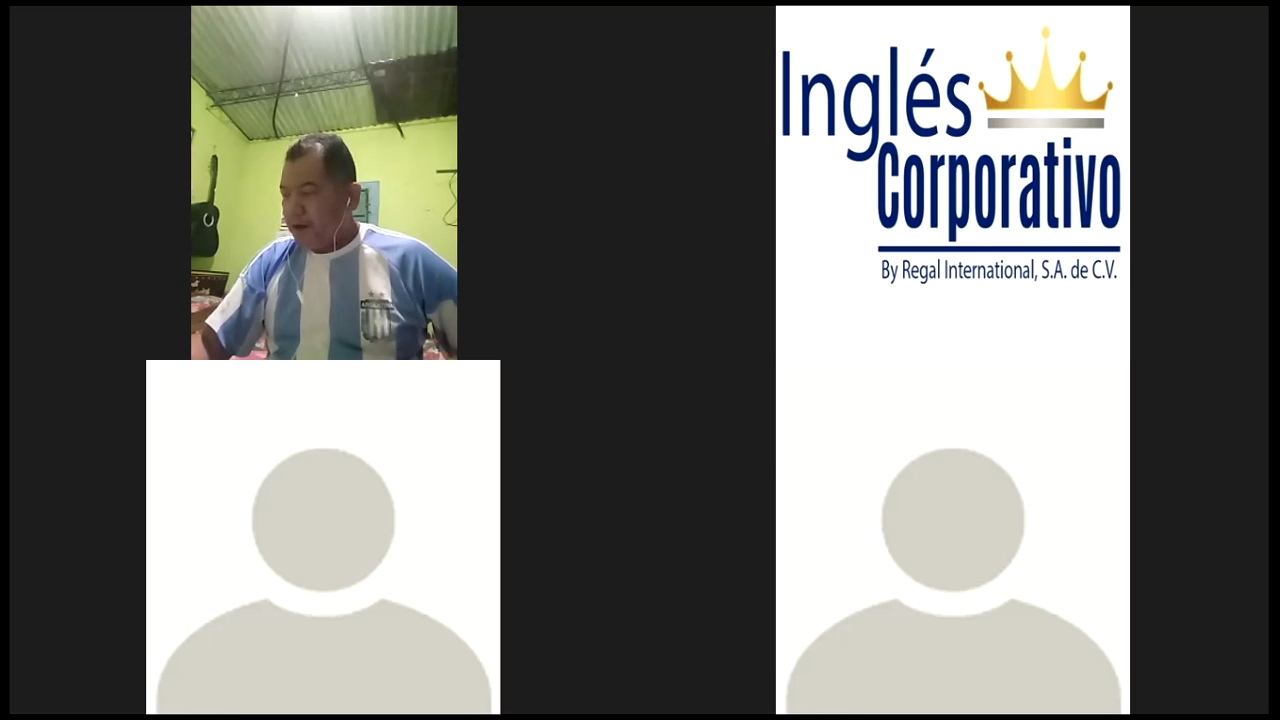 Inglés
Corporativo
By Regal International, S.A. de C.V.